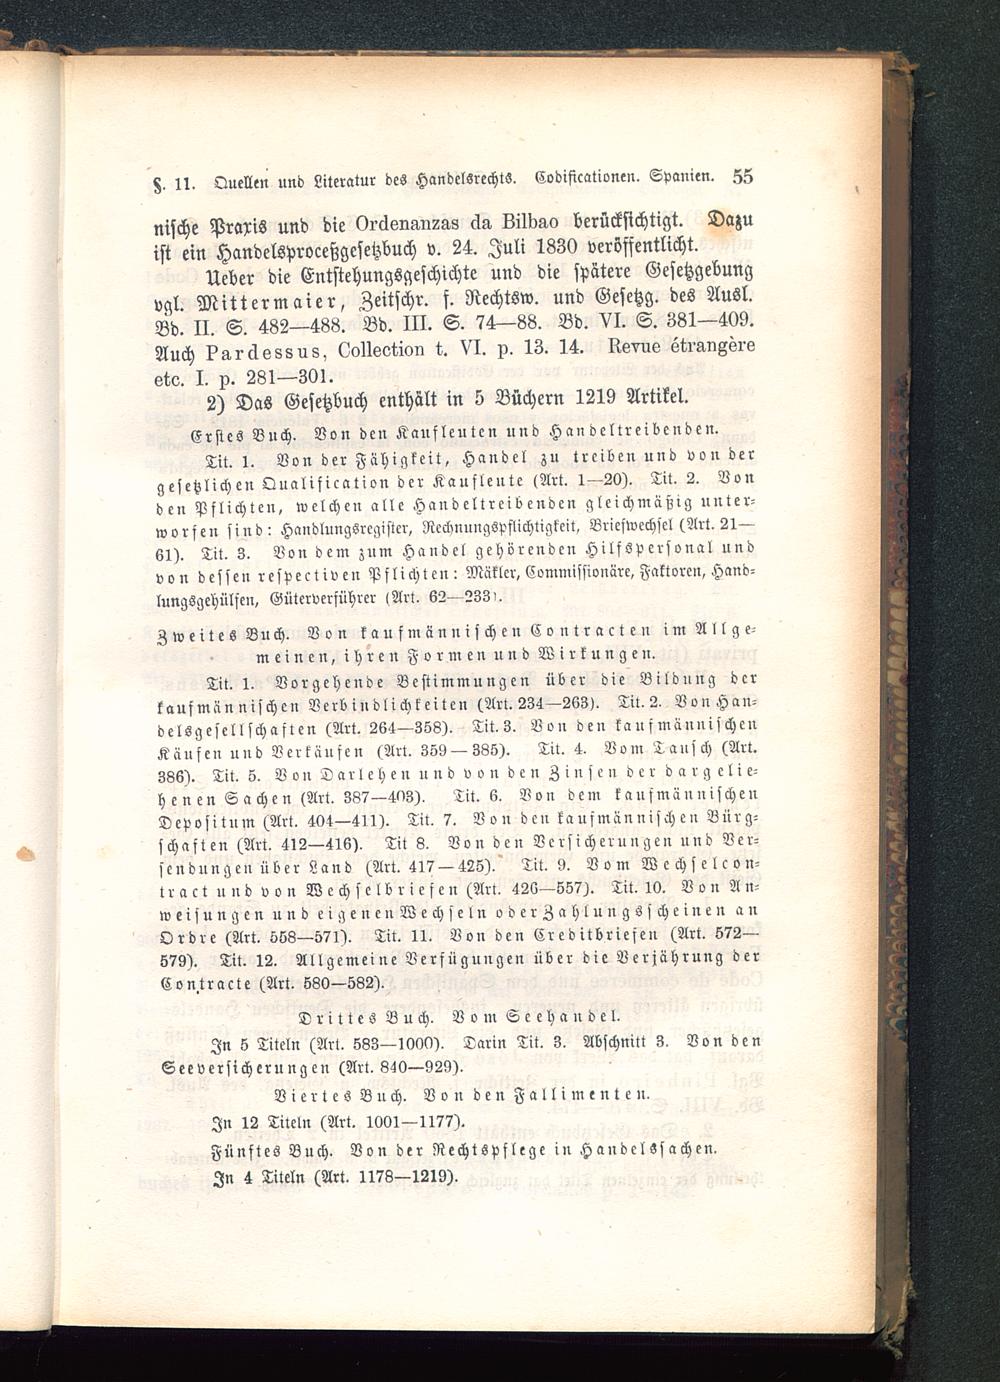 §. 11. Quellen und Literatur des Handelsrechts. Codificationen. Spanien. 55
nische Praxis und die Ordenanzas da Bilbao berücksichtigt. Dazu
ist ein Handelsproceßgesetzbuch v. 24. Juli 1830 veröffentlicht.
Ueber die Entstehungsgeschichte und die spätere Gesetzgebung
vgl. Mittermaier, Zeitschr. f. Rechtsw. und Gesetzg. des Ausl.
Bd. II. S. 482—488. Bd. III. S. 74—88. Bd. VI. S. 381—409.
Auch Pardessus, Collection t. VI. p. 13. 14. Revue étrangère
etc. I. p. 281—301.
2) Das Gesetzbuch enthält in 5 Büchern 1219 Artikel.
Erstes Buch. Von den Kaufleuten und Handeltreibenden.
Tit. 1. Von der Fähigkeit, Handel zu treiben und von der
gesetzlichen Qualification der Kaufleute (Art. 1—20). Tit. 2. Von
den Pflichten, welchen alle Handeltreibenden gleichmäßig unter-
worfen sind: Handlungsregister, Rechnungspflichtigkeit, Briefwechsel (Art. 21—
61). Tit. 3. Von dem zum Handel gehörenden Hilfspersonal und
von dessen respectiven Pflichten: Mäkler, Commissionäre, Faktoren, Hand-
lungsgehülfen, Güterverführer (Art. 62—233).
Zweites Buch. Von kaufmännischen Contracten im Allge-
meinen, ihren Formen und Wirkungen.
Tit. 1. Vorgehende Bestimmungen über die Bildung der
kaufmännischen Verbindlichkeiten (Art. 234—263). Tit. 2. Von Han-
delsgesellschaften (Art. 264—358). Tit. 3. Von den kaufmännischen
Käufen und Verkäufen (Art. 359—385). Tit. 4. Vom Tausch (Art.
386). Tit. 5. Von Darlehen und von den Zinsen der dargelie-
henen Sachen (Art. 387—403). Tit. 6. Von dem kaufmännischen
Depositum (Art. 404—411). Tit. 7. Von den kaufmännischen Bürg-
schaften (Art. 412—416). Tit 8. Von den Versicherungen und Ver-
sendungen über Land (Art. 417—425). Tit. 9. Vom Wechselcon-
tract und von Wechselbriefen (Art. 426—557). Tit. 10. Von An-
weisungen und eigenen Wechseln oder Zahlungsscheinen an
Ordre (Art. 558—571). Tit. 11. Von den Creditbriefen (Art. 572—
579). Tit. 12. Allgemeine Verfügungen über die Verjährung der
Contracte (Art. 580—582).
Drittes Buch. Vom Seehandel.
In 5 Titeln (Art. 583—1000). Darin Tit. 3. Abschnitt 3. Von den
Seeversicherungen (Art. 840—929).
Viertes Buch. Von den Fallimenten.
In 12 Titeln (Art. 1001—1177).
Fünftes Buch. Von der Rechtspflege in Handelssachen.
In 4 Titeln (Art. 1178—1219).